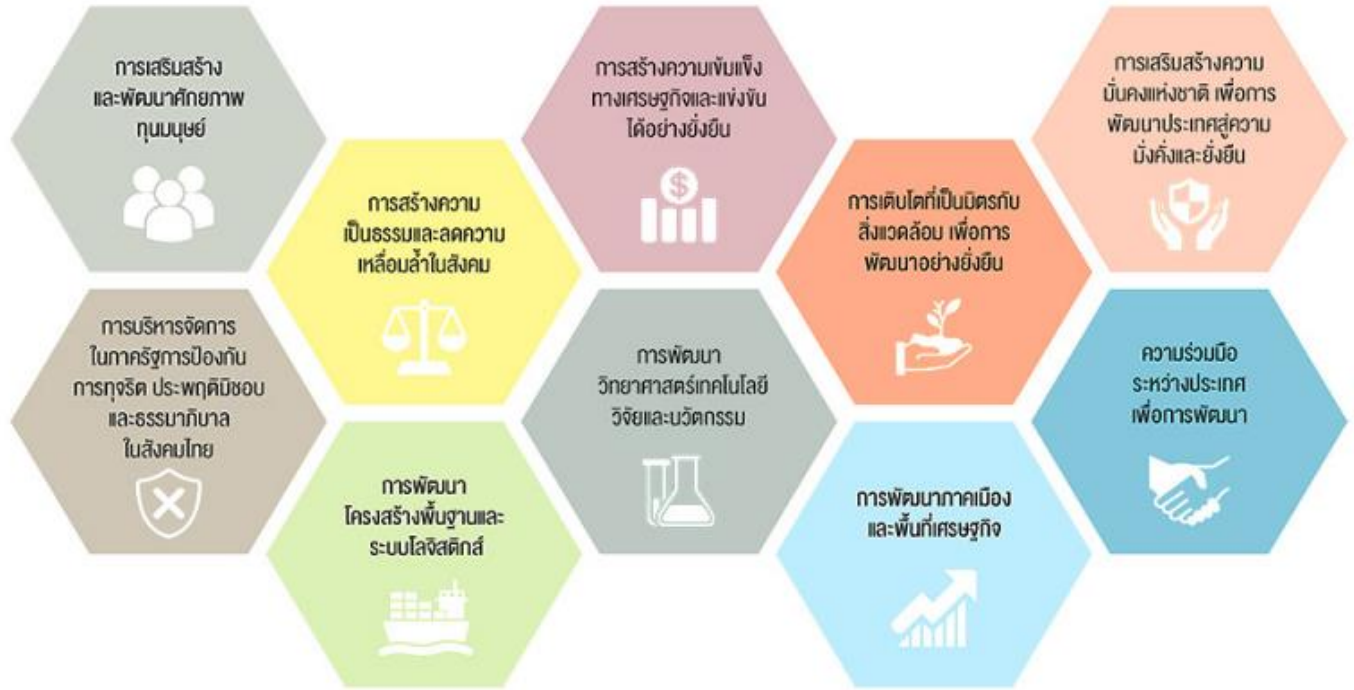 การเสริมสร้าง
และพัฒนาศักยภาพ
ทุนมนุษย์
การสร้างความ
เป็นธรรมและลดความ
เหลื่อมล้ำในสังคม
การสร้างความเข้มแข็ง
ทางเศรษฐกิจและแข่งขัน
ได้อย่างยั่งยืน
การเติบโตที่เป็นมิตรกับ
สิ่งแวดล้อม เพื่อการ
พัฒนาอย่างยั่งยืน
การเสริมสร้างความ
มั่นคงแห่งชาติ เพื่อการ
พัฒนาประเทศสู่ความ
มั่งคั่งและยั่งยืน
การบริหารจัดการ
ในภาครัฐการป้องกัน
การทุจริต ประพฤติมิชอบ
และธรรมาภิบาล
ในสังคมไทย
การพัฒนา
โครงสร้างพื้นฐานและ
ระบบโลจิสติกส์
การพัฒนา
วิทยาศาสตร์เทคโนโลยี
วิจัยและนวัตกรรม
การพัฒนาภาคเมือง
และพื้นที่เศรษฐกิจ
ความร่วมมือ
ระหว่างประเทศ
เพื่อการพัฒนา
$